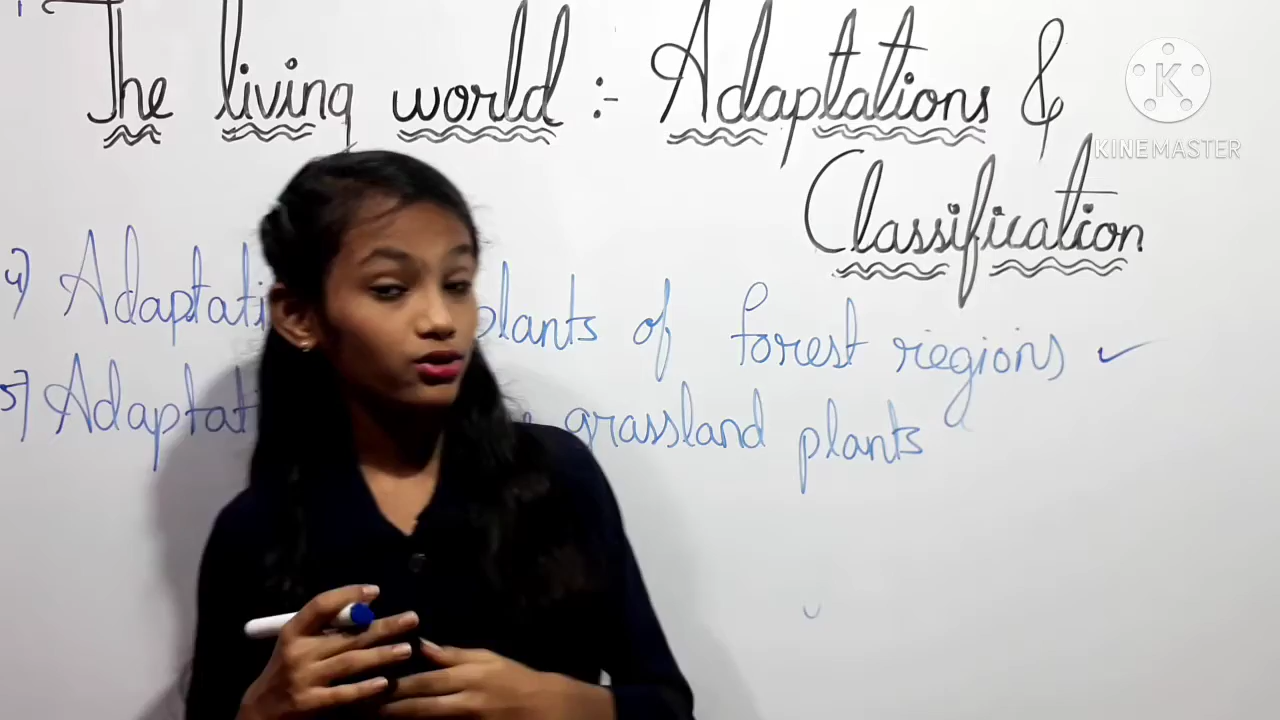 The living world :- Adaptations &
Classification
4) Adaptati plants of forest regions ✓
5) Adaptat grassland plants
K
KINEMASTER